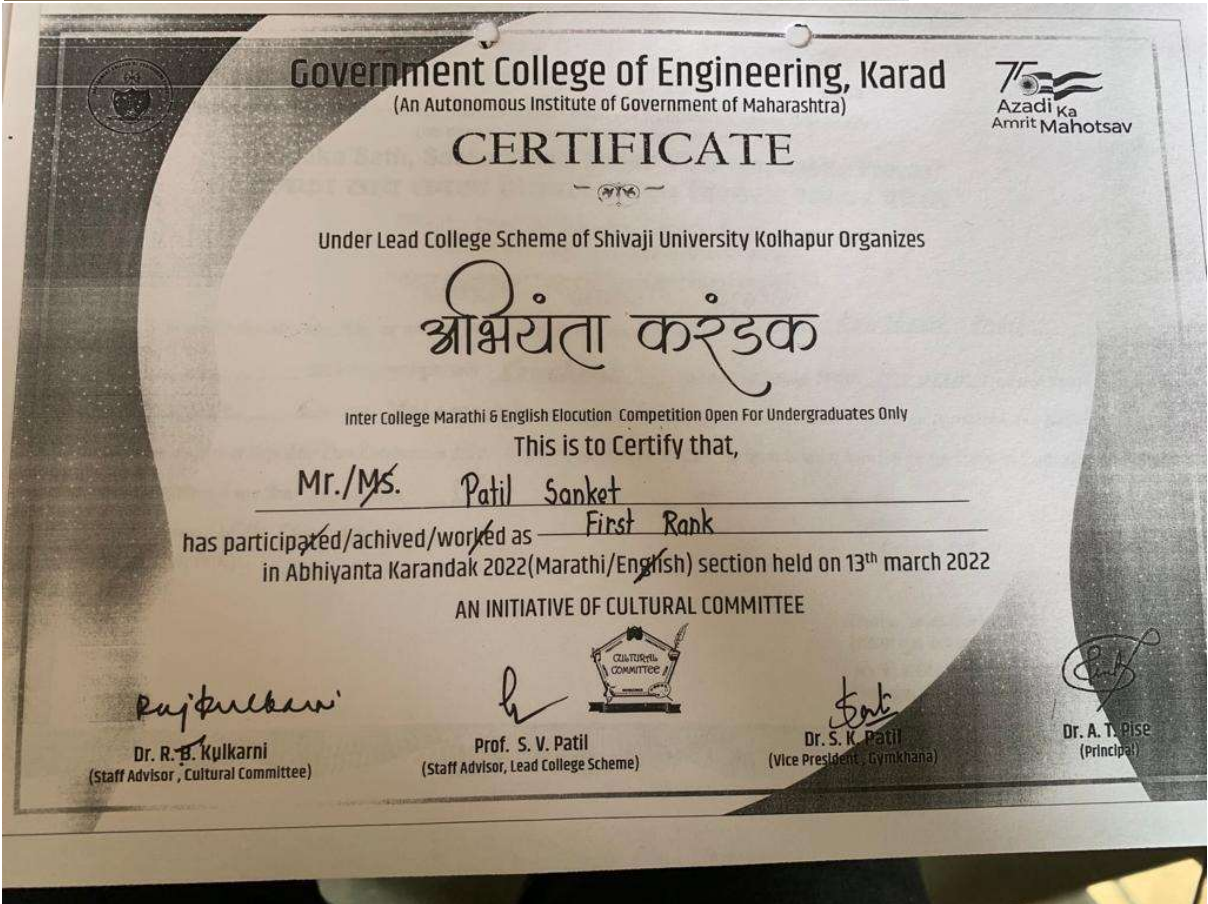 Government College of Engineering, Karad
(An Autonomous Institute of Government of Maharashtra)
75
Azadi Ka
Amrit Mahotsav
CERTIFICATE
Under Lead College Scheme of Shivaji University Kolhapur Organizes
अभियंता करंडक
Inter College Marathi & English Elocution Competition Open For Undergraduates Only
This is to Certify that,
Mr./Ms. Patil Sanket
has participated/achived/worked as First Rank
in Abhiyanta Karandak 2022(Marathi/English) section held on 13th march 2022
AN INITIATIVE OF CULTURAL COMMITTEE
CULTURAL
COMMITTEE
Rajkulkarni
Dr. R. B. Kulkarni
(Staff Advisor , Cultural Committee)
Prof. S. V. Patil
(Staff Advisor, Lead College Scheme)
Dr. S. K. Patil
(Vice President , Gymkhana)
Dr. A. T. Pise
(Principal)